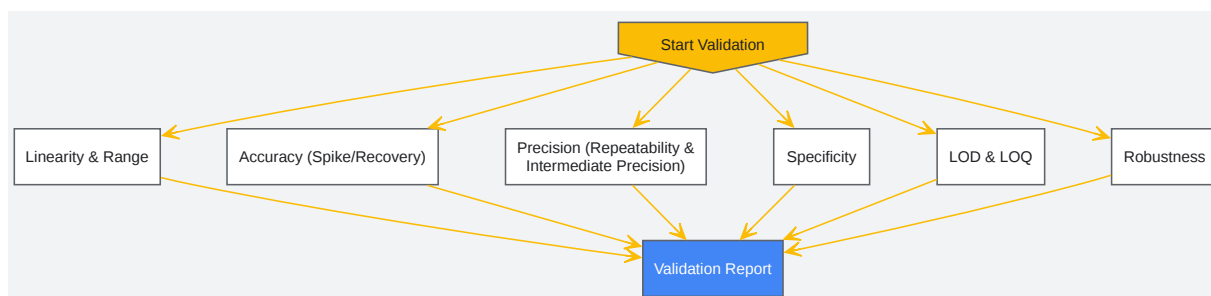 Start Validation
Linearity & Range
Accuracy (Spike/Recovery)
Precision (Repeatability &
Intermediate Precision)
Specificity
LOD & LOQ
Robustness
Validation Report